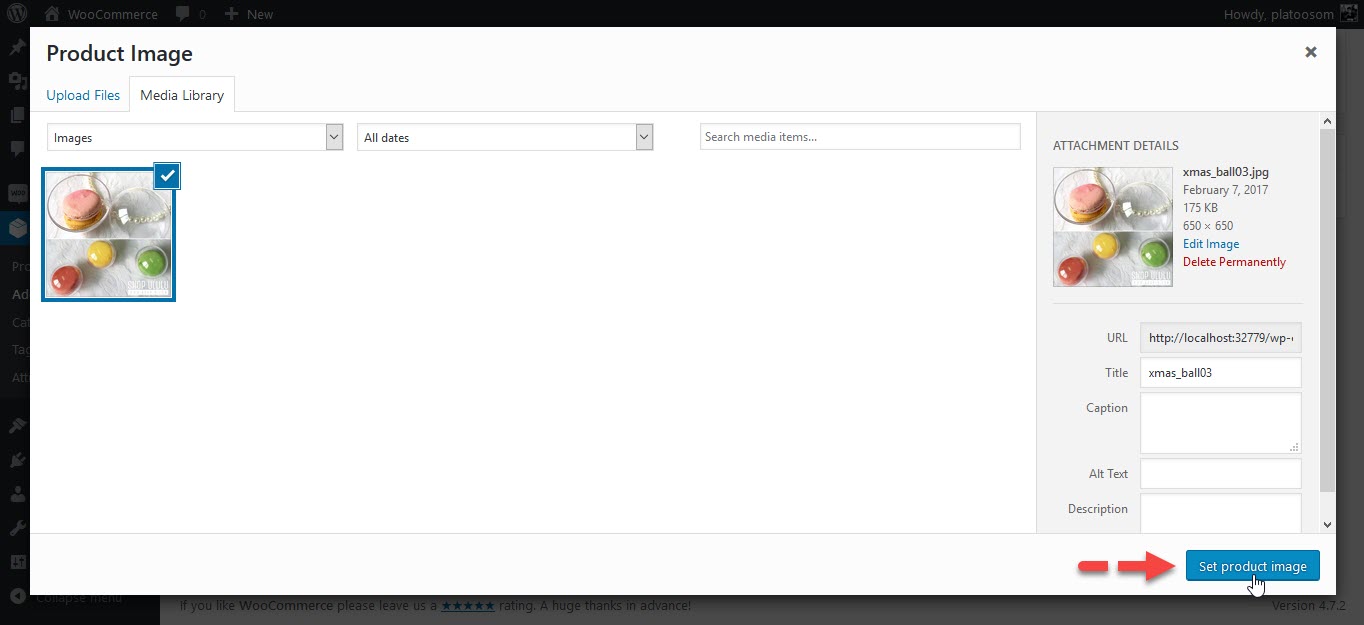 WooCommerce 0 New Howdy, platoosom
Product Image
Upload Files Media Library
Images All dates Search media items...
ATTACHMENT DETAILS
xmas_ball03.jpg
February 7, 2017
175 KB
650 × 650
Edit Image
Delete Permanently
URL http://localhost:32779/wp-
Title xmas_ball03
Caption
Alt Text
Description
Set product image
Collapse menu
If you like WooCommerce please leave us a ★★★★★ rating. A huge thanks in advance!
Version 4.7.2